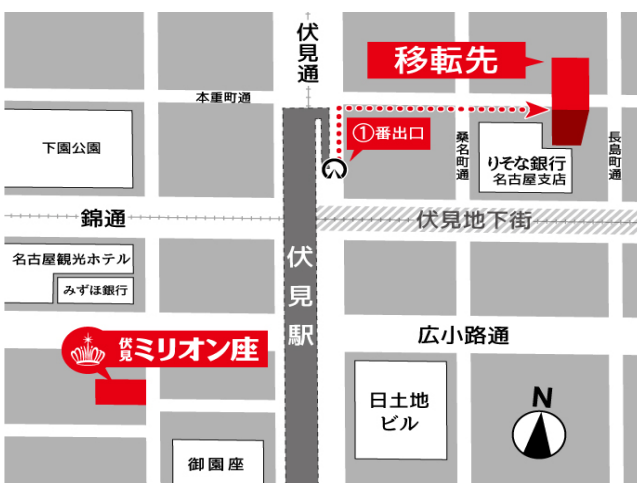 伏見通
移転先
本重町通
①番出口
下園公園
桑名町通
りそな銀行
名古屋支店
長島町通
錦通
伏見地下街
名古屋観光ホテル
みずほ銀行
伏見駅
伏見ミリオン座
広小路通
日土地
ビル
N
御園座